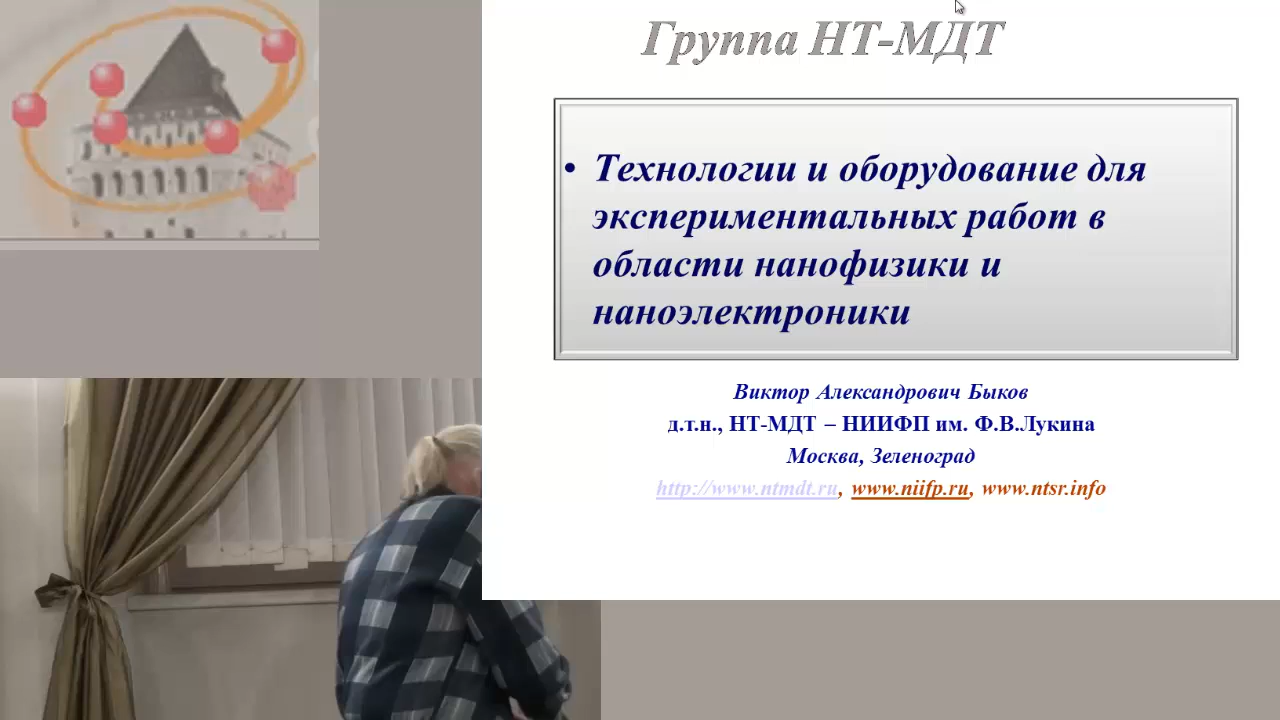 Группа НТ-МДТ
• Технологии и оборудование для
экспериментальных работ в
области нанофизики и
наноэлектроники
Виктор Александрович Быков
д.т.н., НТ-МДТ – НИИФП им. Ф.В.Лукина
Москва, Зеленоград
http://www.ntmdt.ru, www.niifp.ru, www.ntsr.info